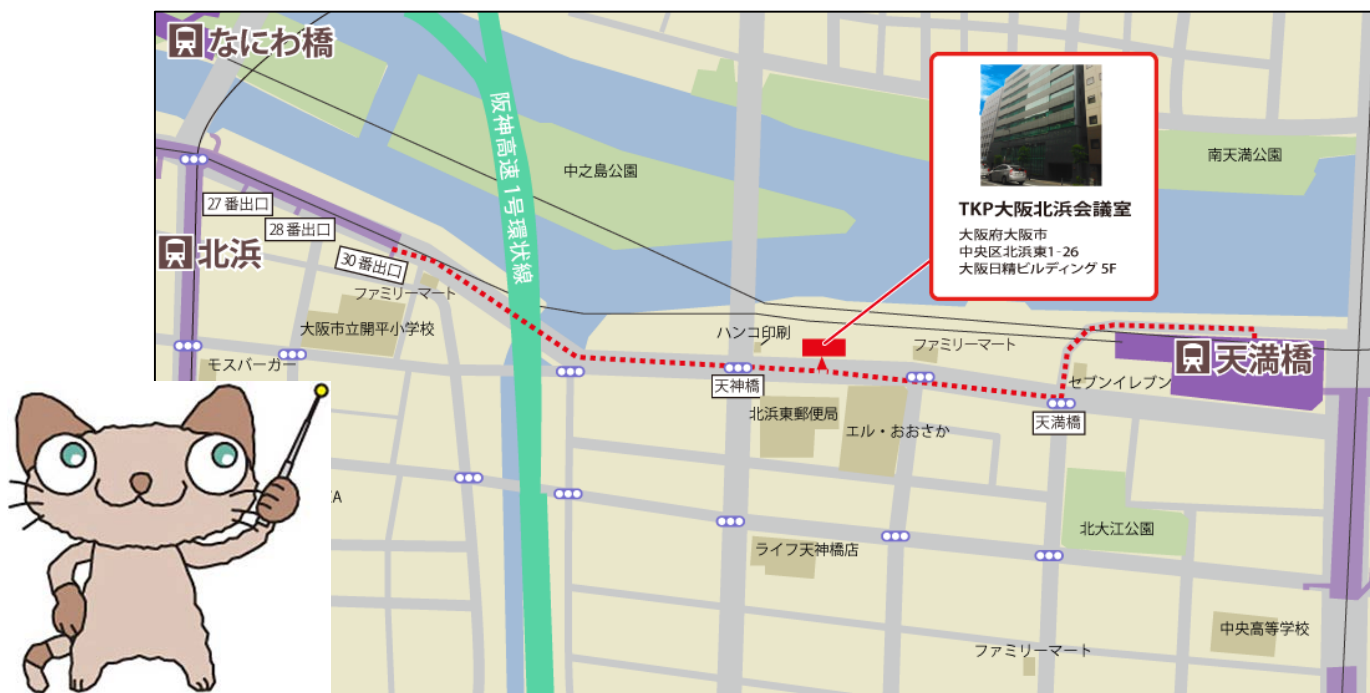 なにわ橋
阪神高速 1号環状線
中之島公園
南天満公園
TKP大阪北浜会議室
大阪府大阪市
中央区北浜東1-26
大阪日精ビルディング 5F
27番出口
28番出口
30番出口
北浜
ファミリーマート
大阪市立開平小学校
モスバーガー
ハンコ印刷
ファミリーマート
天満橋
セブンイレブン
天神橋
北浜東郵便局
エル・おおさか
天満橋
北大江公園
ライフ天神橋店
中央高等学校
ファミリーマート